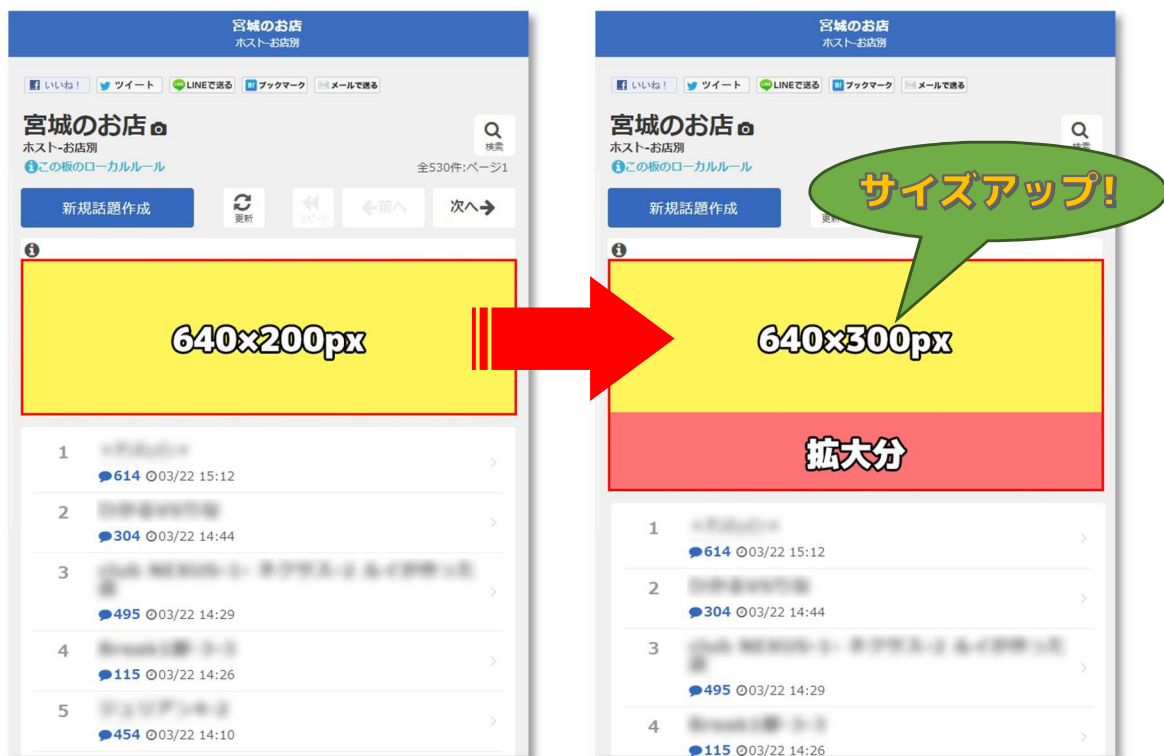 宮城のお店
ホスト-お店別
いいね!
ツイート
LINEで送る
B! ブックマーク
メールで送る
宮城のお店
検索
ホスト-お店別
この板のローカルルール
全530件:ページ1
新規話題作成
更新
前へ
次へ
640×200px
1
614 03/22 15:12
2
304 03/22 14:44
3
495 03/22 14:29
4
115 03/22 14:26
5
454 03/22 14:10
宮城のお店
ホスト-お店別
いいね!
ツイート
LINEで送る
B! ブックマーク
メールで送る
宮城のお店
検索
ホスト-お店別
この板のローカルルール
サイズアップ!
新規話題作成
640×300px
拡大分
1
614 03/22 15:12
2
304 03/22 14:44
3
495 03/22 14:29
4
115 03/22 14:26